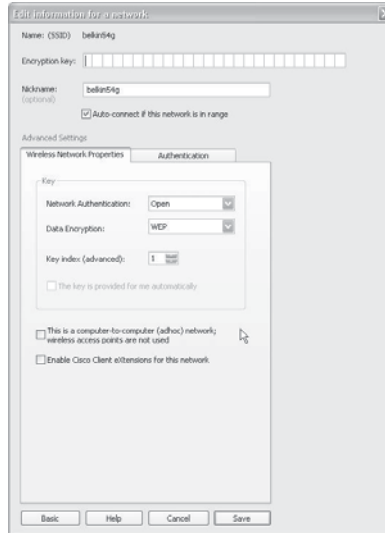 Edit information for a network
Name: (SSID) belkin54g
Encryption key:
Nickname: belkin54g
(optional)
Auto-connect if this network is in range
Advanced Settings
Wireless Network Properties Authentication
Key
Network Authentication: Open
Data Encryption: WEP
Key index (advanced): 1
The key is provided for me automatically
This is a computer-to-computer (adhoc) network;
wireless access points are not used
Enable Cisco Client eXtensions for this network
Basic Help Cancel Save